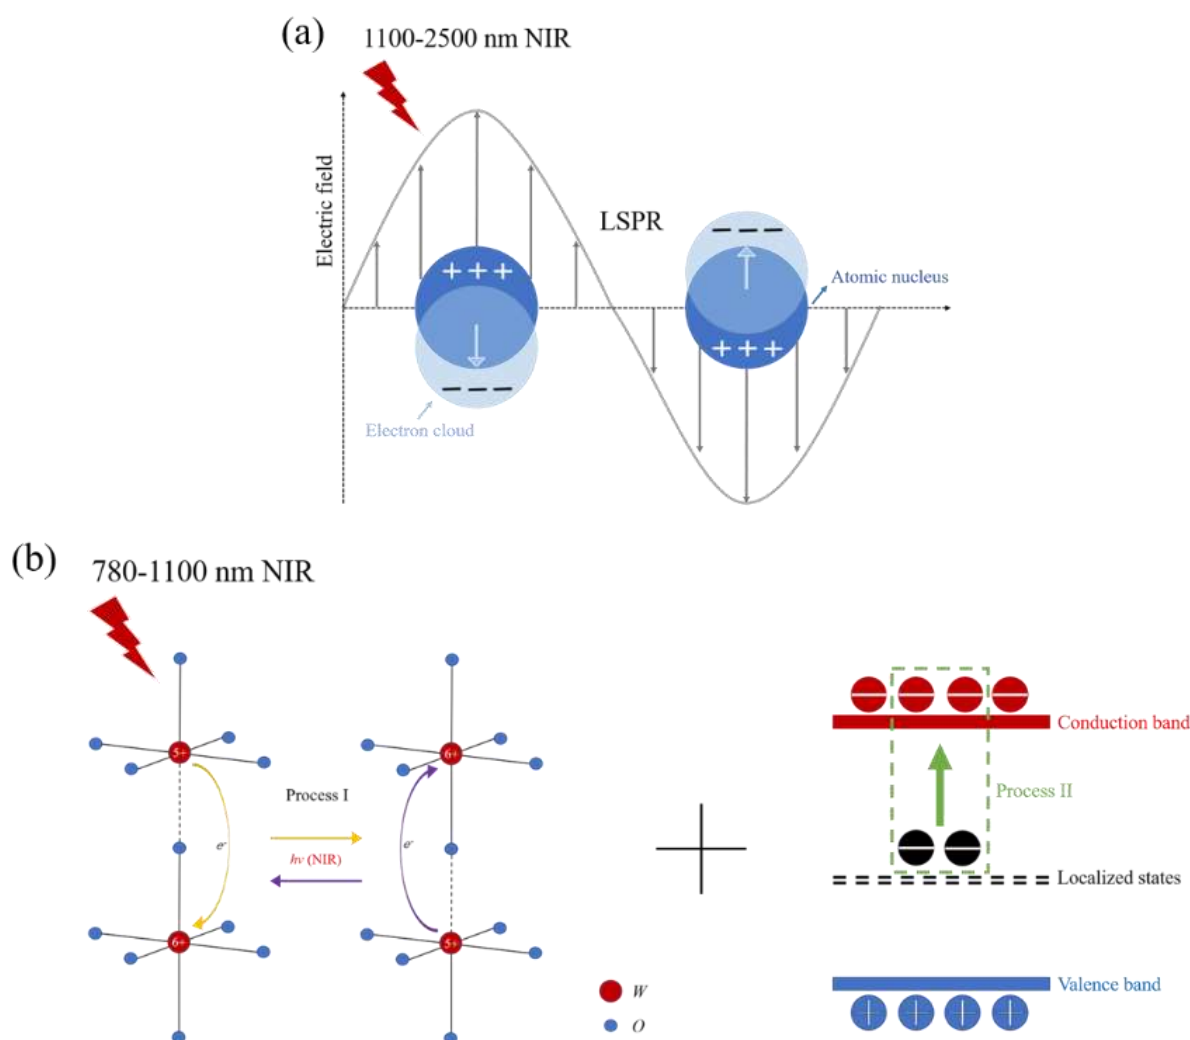 (a)
1100-2500 nm NIR
Electric field
LSPR
+ + +
− − −
Atomic nucleus
+ + +
− − −
Electron cloud
(b)
780-1100 nm NIR
5+
6+
e-
Process I
hv (NIR)
6+
5+
e-
+
Conduction band
Process II
Localized states
Valence band
W
O